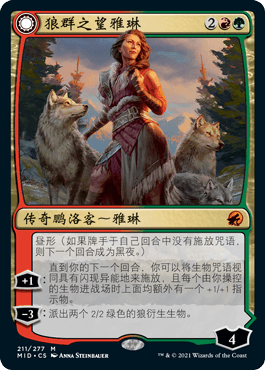 狼群之望雅琳 2
传奇鹏洛客～雅琳
昼形（如果牌手于自己回合中没有施放咒语，
则下一回合成为黑夜。）
+1：直到你的下一个回合，你可以将生物咒语视
同具有闪现异能地来施放，且每个由你操控
的生物进战场时上面均额外有一个+1/+1指
示物。
-3：派出两个2/2绿色的狼衍生生物。
4
211/277 M
MID • CS ANNA STEINBAUER
™ & © 2021 Wizards of the Coast